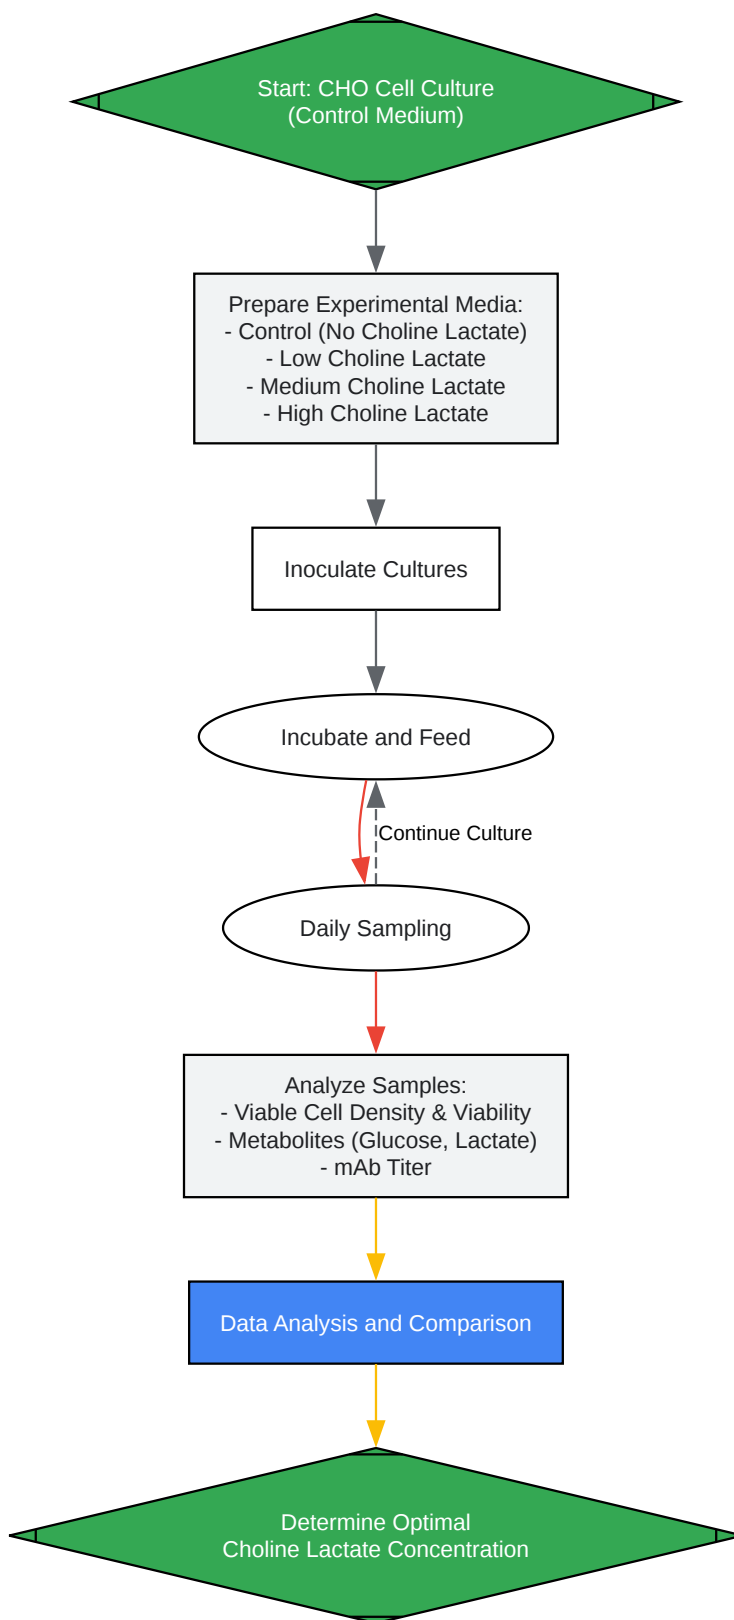 Start: CHO Cell Culture
(Control Medium)
Prepare Experimental Media:
- Control (No Choline Lactate)
- Low Choline Lactate
- Medium Choline Lactate
- High Choline Lactate
Inoculate Cultures
Incubate and Feed
Continue Culture
Daily Sampling
Analyze Samples:
- Viable Cell Density & Viability
- Metabolites (Glucose, Lactate)
- mAb Titer
Data Analysis and Comparison
Determine Optimal
Choline Lactate Concentration